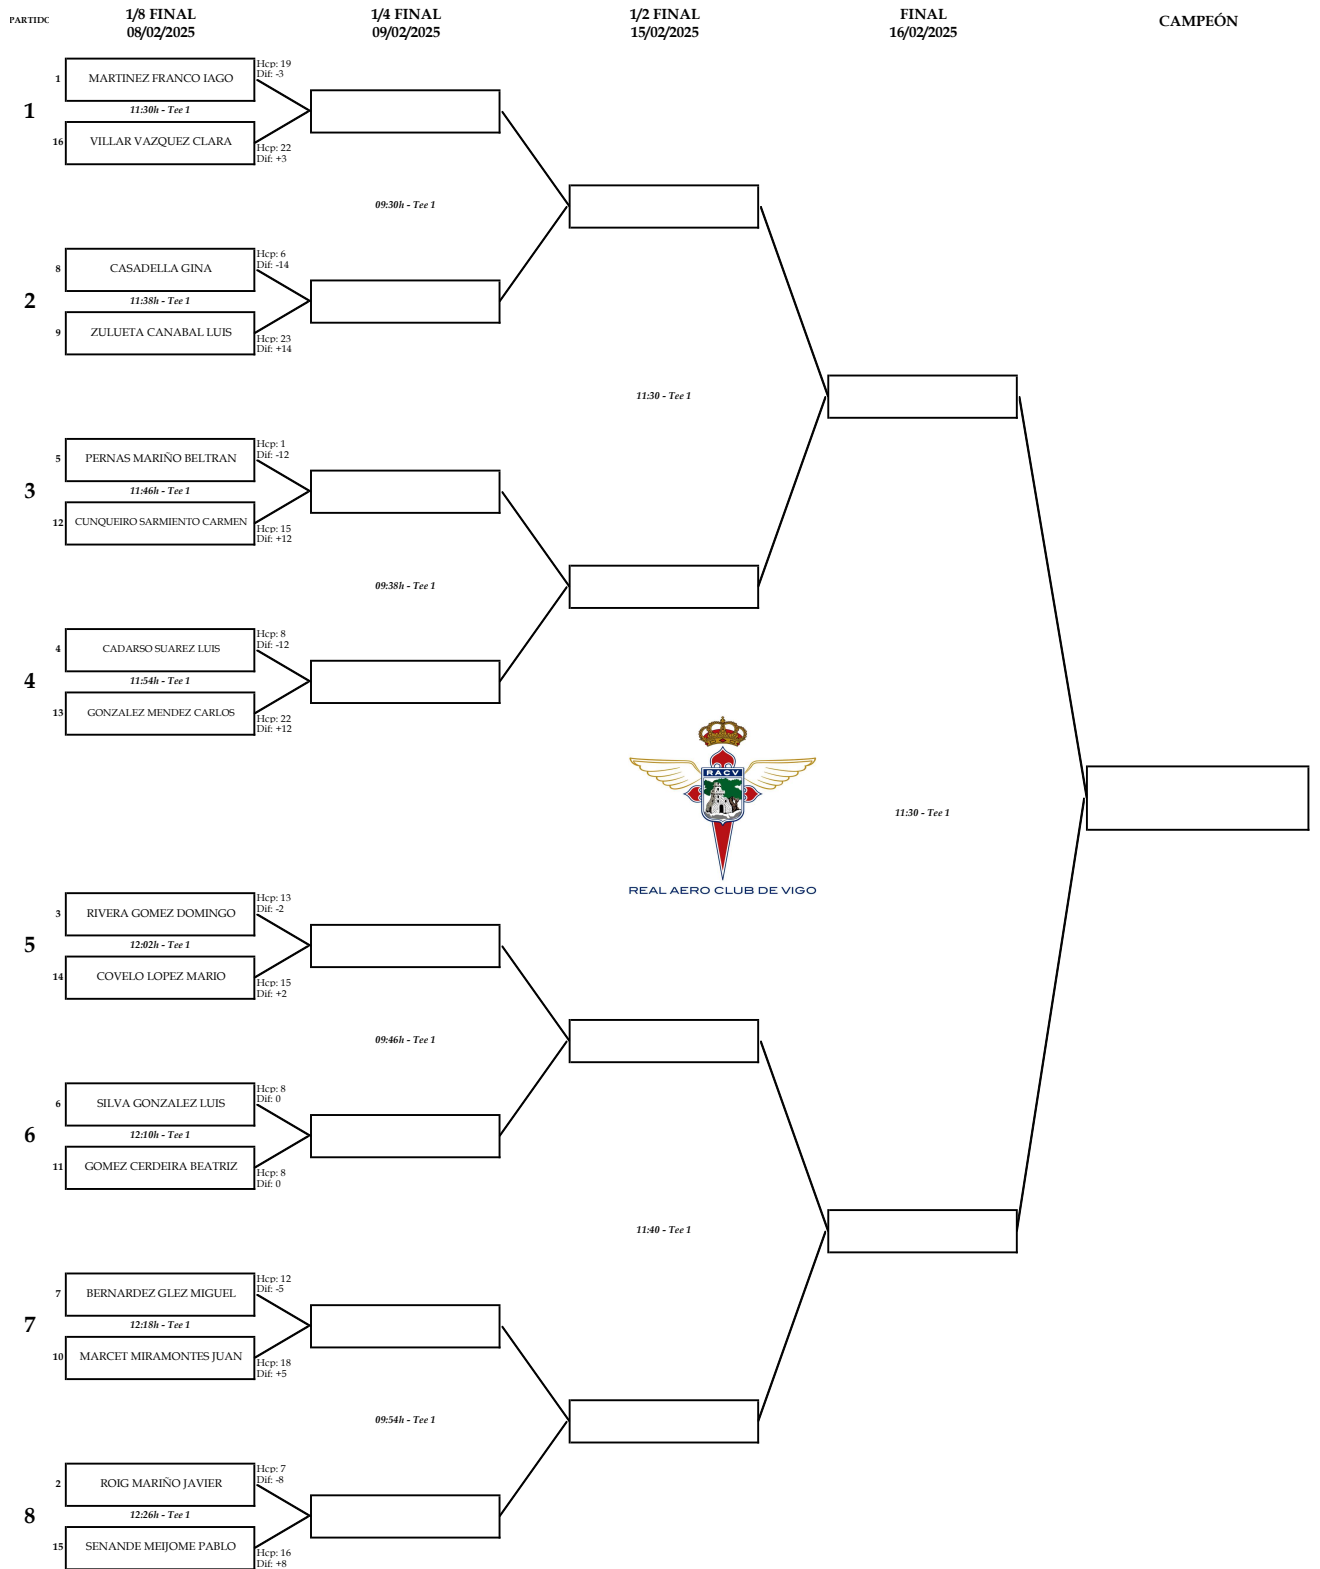 PARTIDO
1/8 FINAL
08/02/2025
1/4 FINAL
09/02/2025
1/2 FINAL
15/02/2025
FINAL
16/02/2025
CAMPEÓN
1
1
MARTINEZ FRANCO IAGO
Hcp: 19
Dif: -3
11:30h - Tee 1
16
VILLAR VAZQUEZ CLARA
Hcp: 22
Dif: +3
09:30h - Tee 1
2
8
CASADELLA GINA
Hcp: 6
Dif: -14
11:38h - Tee 1
9
ZULUETA CANABAL LUIS
Hcp: 23
Dif: +14
11:30 - Tee 1
3
5
PERNAS MARIÑO BELTRAN
Hcp: 1
Dif: -12
11:46h - Tee 1
12
CUNQUEIRO SARMIENTO CARMEN
Hcp: 15
Dif: +12
09:38h - Tee 1
4
4
CADARSO SUAREZ LUIS
Hcp: 8
Dif: -12
11:54h - Tee 1
13
GONZALEZ MENDEZ CARLOS
Hcp: 22
Dif: +12
RACV
REAL AERO CLUB DE VIGO
11:30 - Tee 1
5
3
RIVERA GOMEZ DOMINGO
Hcp: 13
Dif: -2
12:02h - Tee 1
14
COVELO LOPEZ MARIO
Hcp: 15
Dif: +2
09:46h - Tee 1
6
6
SILVA GONZALEZ LUIS
Hcp: 8
Dif: 0
12:10h - Tee 1
11
GOMEZ CERDEIRA BEATRIZ
Hcp: 8
Dif: 0
11:40 - Tee 1
7
7
BERNARDEZ GLEZ MIGUEL
Hcp: 12
Dif: -5
12:18h - Tee 1
10
MARCET MIRAMONTES JUAN
Hcp: 18
Dif: +5
09:54h - Tee 1
8
2
ROIG MARIÑO JAVIER
Hcp: 7
Dif: -8
12:26h - Tee 1
15
SENANDE MEIJOME PABLO
Hcp: 16
Dif: +8